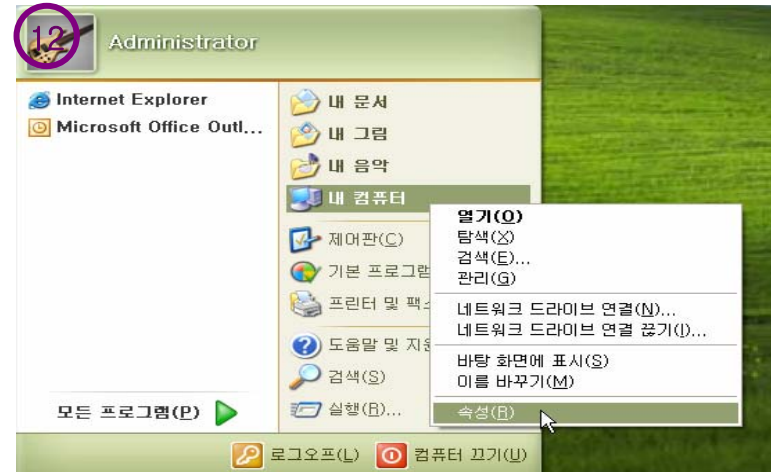 12
Administrator
Internet Explorer
Microsoft Office Outl...
모든 프로그램(P)
내 문서
내 그림
내 음악
내 컴퓨터
제어판(C)
기본 프로그램
프린터 및 팩스
도움말 및 지원
검색(S)
실행(R)...
열기(O)
탐색(X)
검색(E)...
관리(G)
네트워크 드라이브 연결(N)...
네트워크 드라이브 연결 끊기(I)...
바탕 화면에 표시(S)
이름 바꾸기(M)
속성(R)
로그오프(L)
컴퓨터 끄기(U)